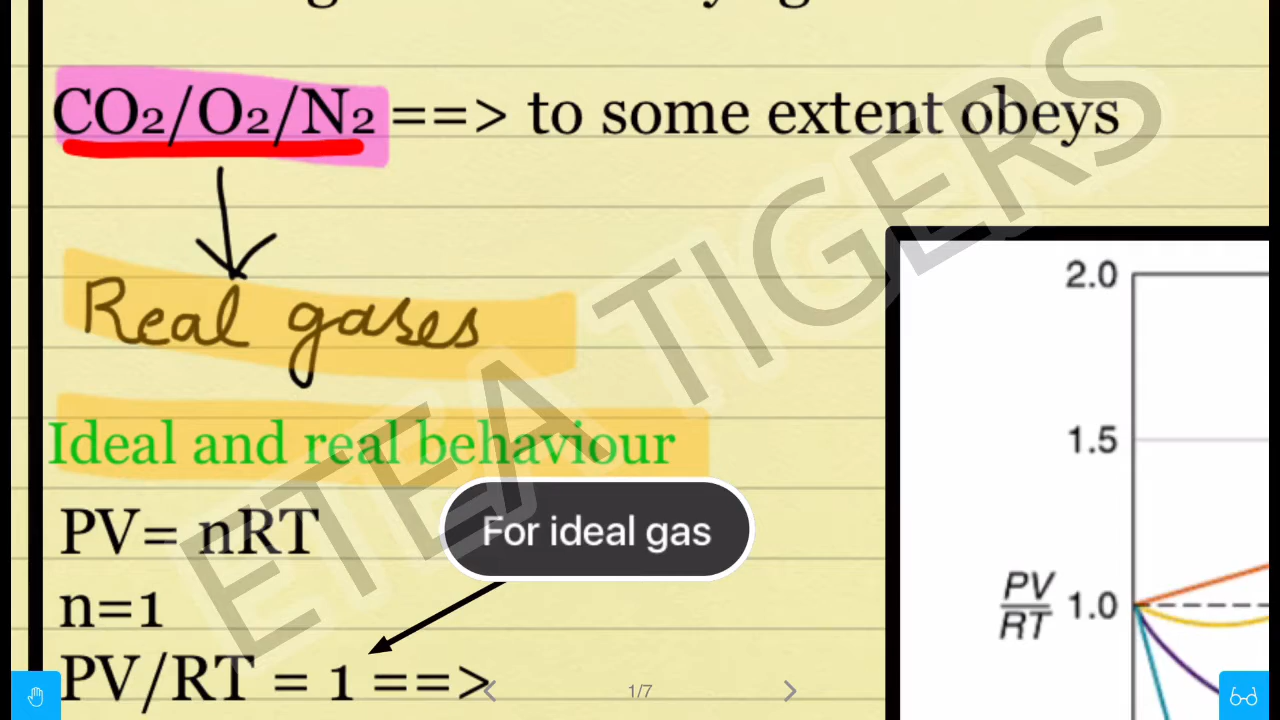 CO₂/O₂/N₂ ==> to some extent obeys
Real gases
Ideal and real behaviour
PV= nRT
For ideal gas
n=1
PV/RT = 1 ==>
2.0
1.5
PV/RT 1.0
1/7
ETEA TIGERS